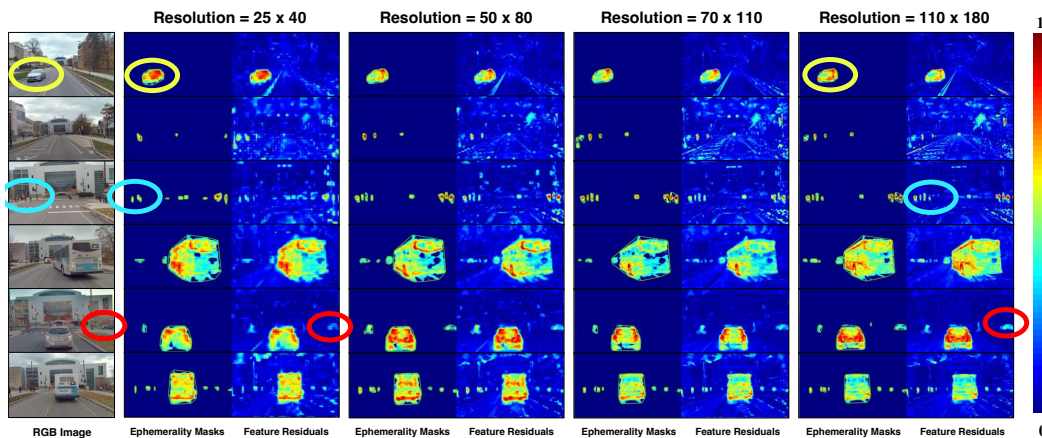 Resolution = 25 x 40 Resolution = 50 x 80 Resolution = 70 x 110 Resolution = 110 x 180
1
RGB Image Ephemerality Masks Feature Residuals Ephemerality Masks Feature Residuals Ephemerality Masks Feature Residuals Ephemerality Masks Feature Residuals